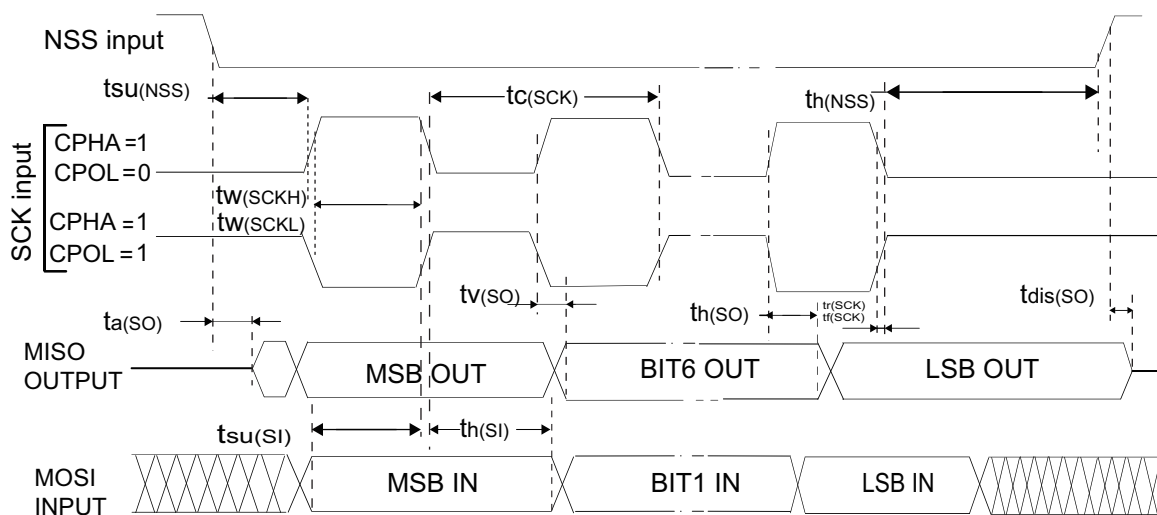 NSS input
tsu(NSS)
tc(SCK)
th(NSS)
SCK input
CPHA=1
CPOL=0
tw(SCKH)
CPHA=1
tw(SCKL)
CPOL=1
tv(SO)
ta(SO)
th(SO)
tr(SCK)
tf(SCK)
tdis(SO)
MISO
OUTPUT
MSB OUT
BIT6 OUT
LSB OUT
tsu(SI)
th(SI)
MOSI
INPUT
MSB IN
BIT1 IN
LSB IN